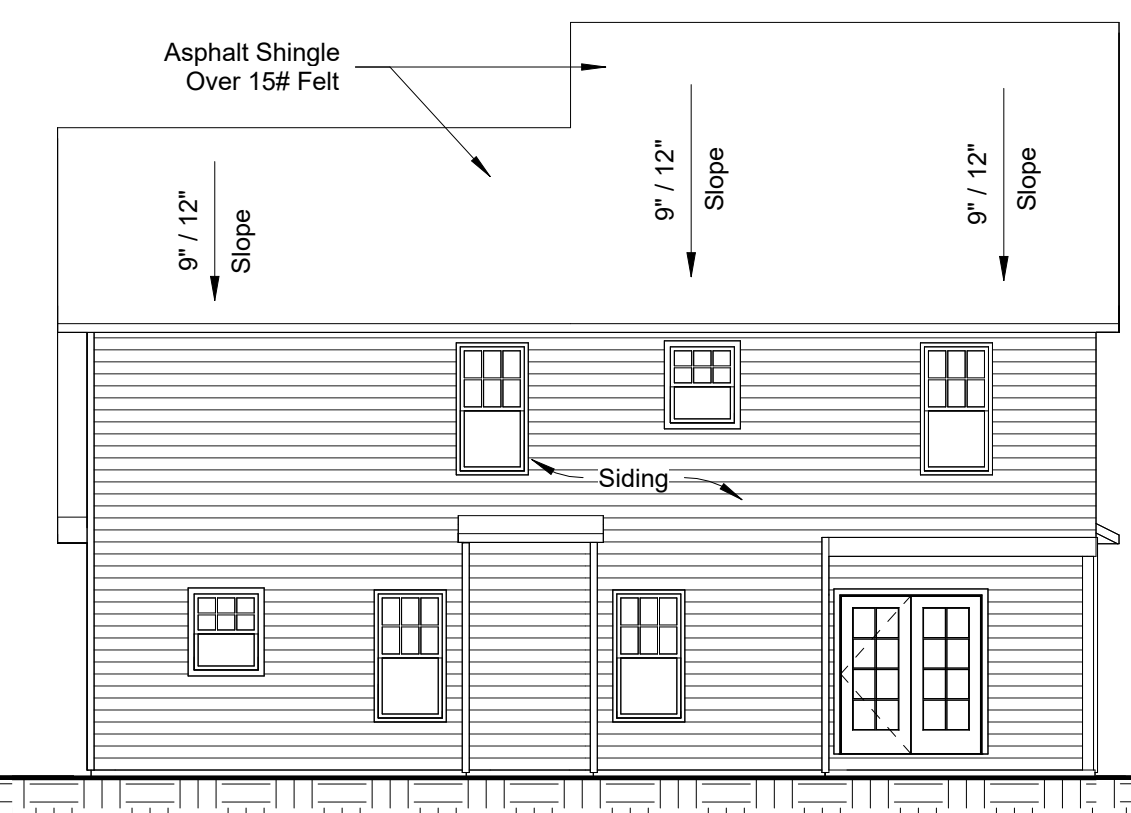 Asphalt Shingle
Over 15# Felt
9" / 12"
Slope
9" / 12"
Slope
9" / 12"
Slope
Siding